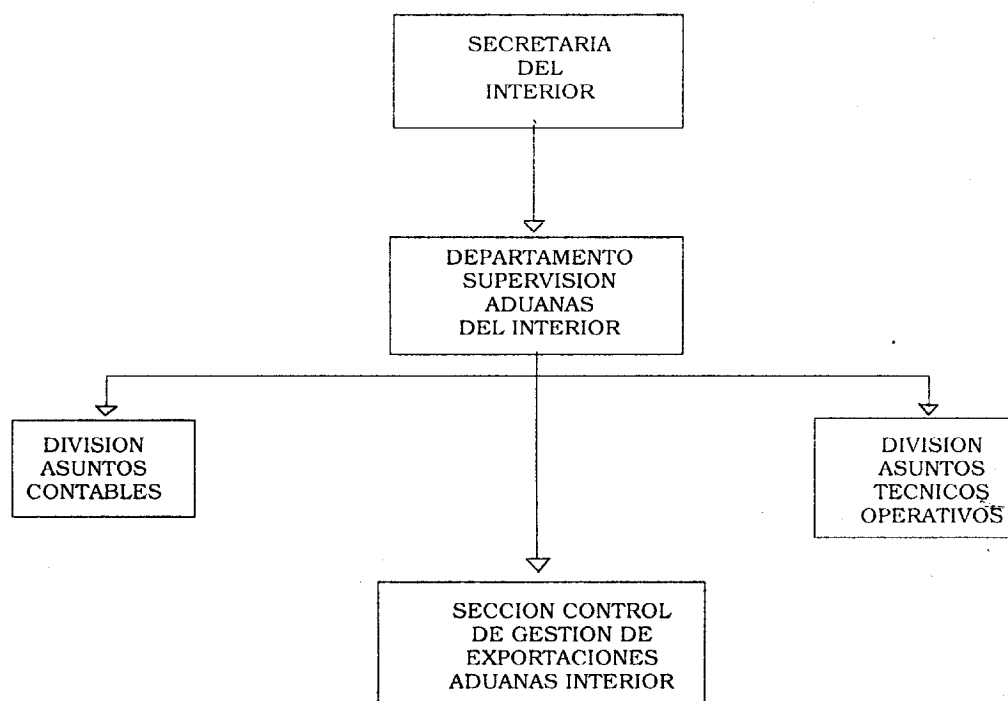 SECRETARIA
DEL
INTERIOR
DEPARTAMENTO
SUPERVISION
ADUANAS
DEL INTERIOR
DIVISION
ASUNTOS
CONTABLES
DIVISION
ASUNTOS
TECNICOS
OPERATIVOS
SECCION CONTROL
DE GESTION DE
EXPORTACIONES
ADUANAS INTERIOR